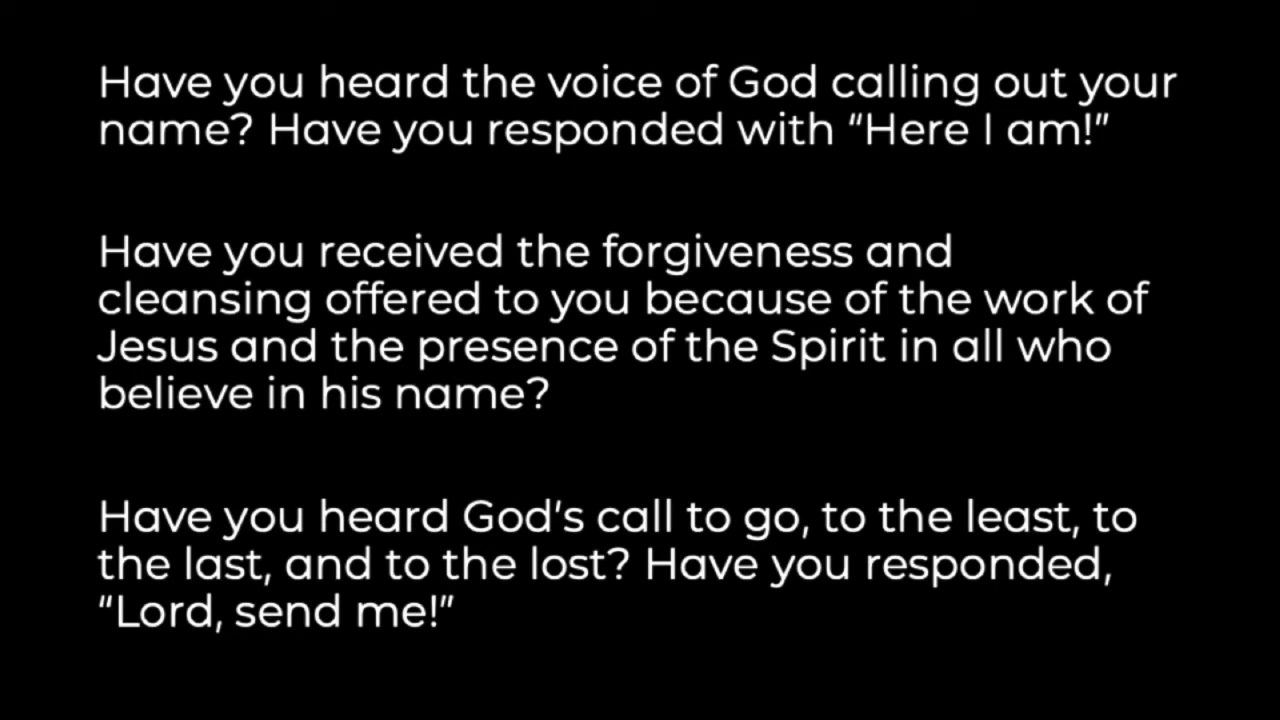 Have you heard the voice of God calling out your
name? Have you responded with “Here I am!”
Have you received the forgiveness and
cleansing offered to you because of the work of
Jesus and the presence of the Spirit in all who
believe in his name?
Have you heard God’s call to go, to the least, to
the last, and to the lost? Have you responded,
“Lord, send me!”